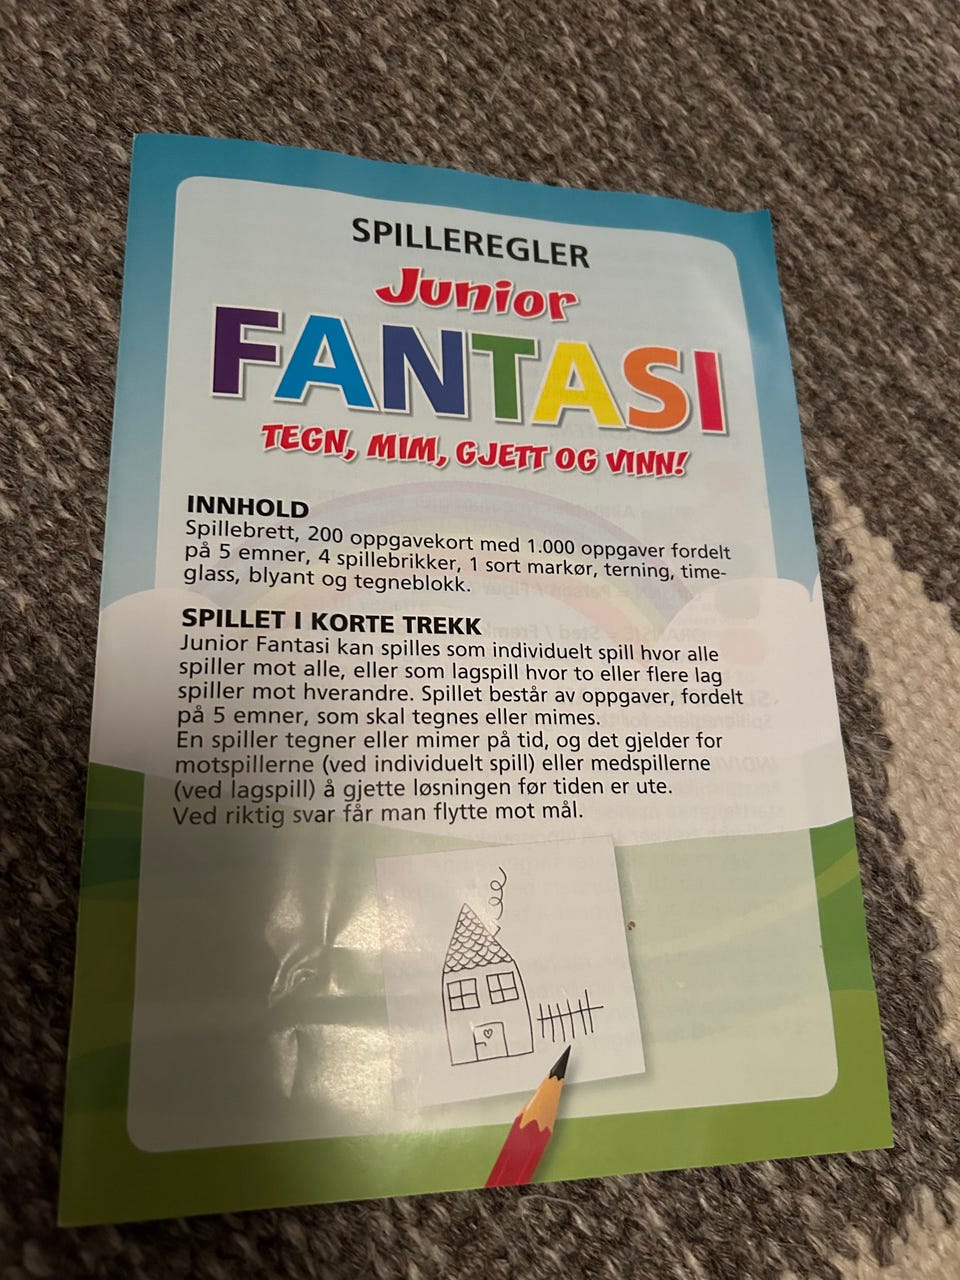 SPILLEREGLER
Junior
FANTASI
TEGN, MIM, GJETT OG VINN!
INNHOLD
Spillebrett, 200 oppgavekort med 1.000 oppgaver fordelt
på 5 emner, 4 spillebrikker, 1 sort markør, terning, time-
glass, blyant og tegneblokk.
SPILLET I KORTE TREKK
Junior Fantasi kan spilles som individuelt spill hvor alle
spiller mot alle, eller som lagspill hvor to eller flere lag
spiller mot hverandre. Spillet består av oppgaver, fordelt
på 5 emner, som skal tegnes eller mimes.
En spiller tegner eller mimer på tid, og det gjelder for
motspillerne (ved individuelt spill) eller medspillerne
(ved lagspill) å gjette løsningen før tiden er ute.
Ved riktig svar får man flytte mot mål.